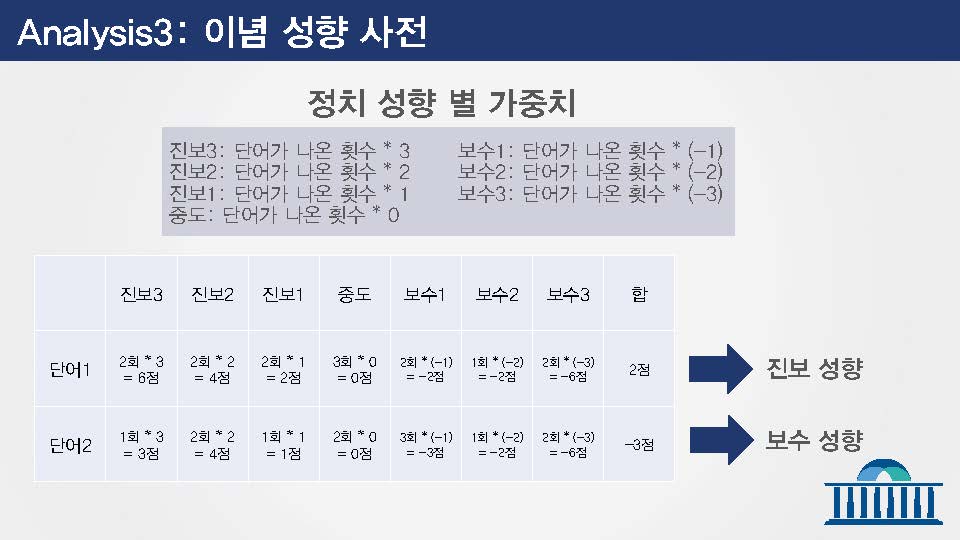 Analysis3: 이념 성향 사전
정치 성향 별 가중치
진보3: 단어가 나온 횟수 * 3
진보2: 단어가 나온 횟수 * 2
진보1: 단어가 나온 횟수 * 1
중도: 단어가 나온 횟수 * 0
보수1: 단어가 나온 횟수 * (-1)
보수2: 단어가 나온 횟수 * (-2)
보수3: 단어가 나온 횟수 * (-3)
진보3 진보2 진보1 중도 보수1 보수2 보수3 합
단어1 2회 * 3 2회 * 2 2회 * 1 3회 * 0 2회 *(-1) 1회 *(-2) 2회 *(-3) 2점
= 6점 = 4점 = 2점 = 0점 = -2점 = -2점 = -6점
진보 성향
단어2 1회 * 3 2회 * 2 1회 * 1 2회 * 0 3회 *(-1) 1회 *(-2) 2회 *(-3) -3점
= 3점 = 4점 = 1점 = 0점 = -3점 = -2점 = -6점
보수 성향